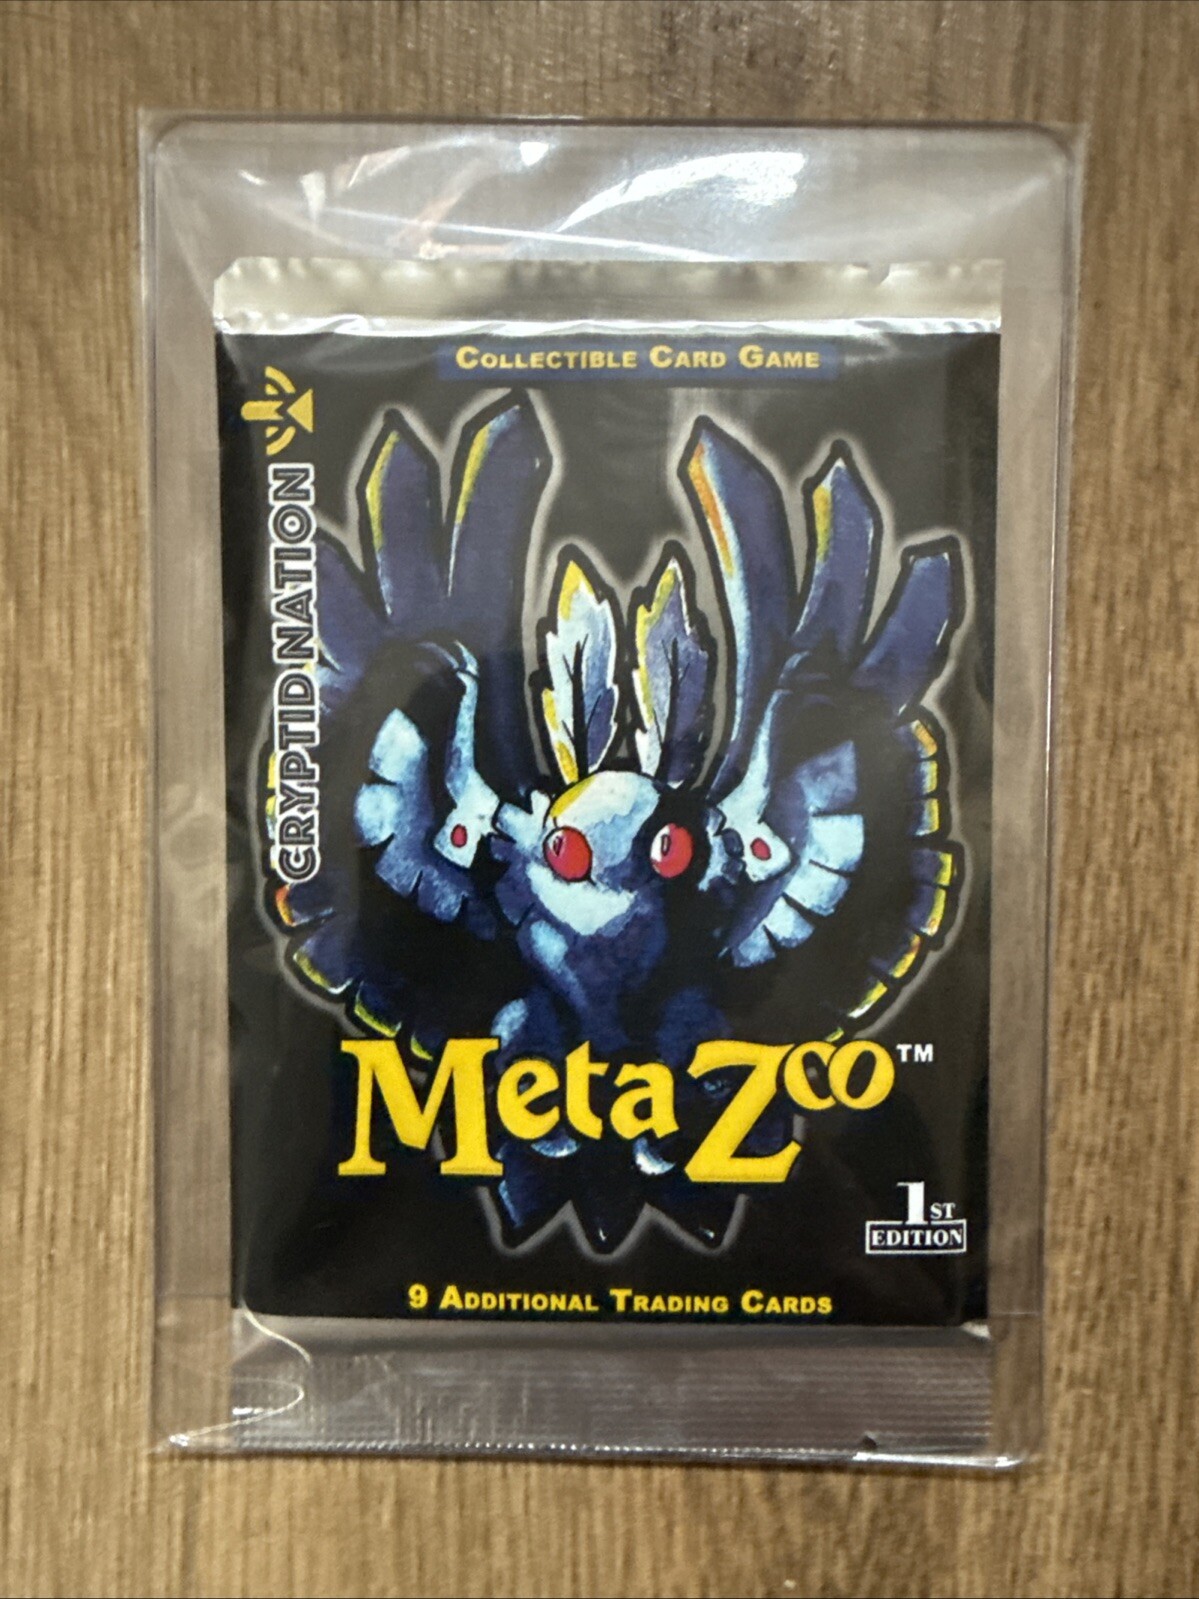 COLLECTIBLE CARD GAME
CRYPTID NATION
MetaZoo™
1ST
EDITION
9 ADDITIONAL TRADING CARDS